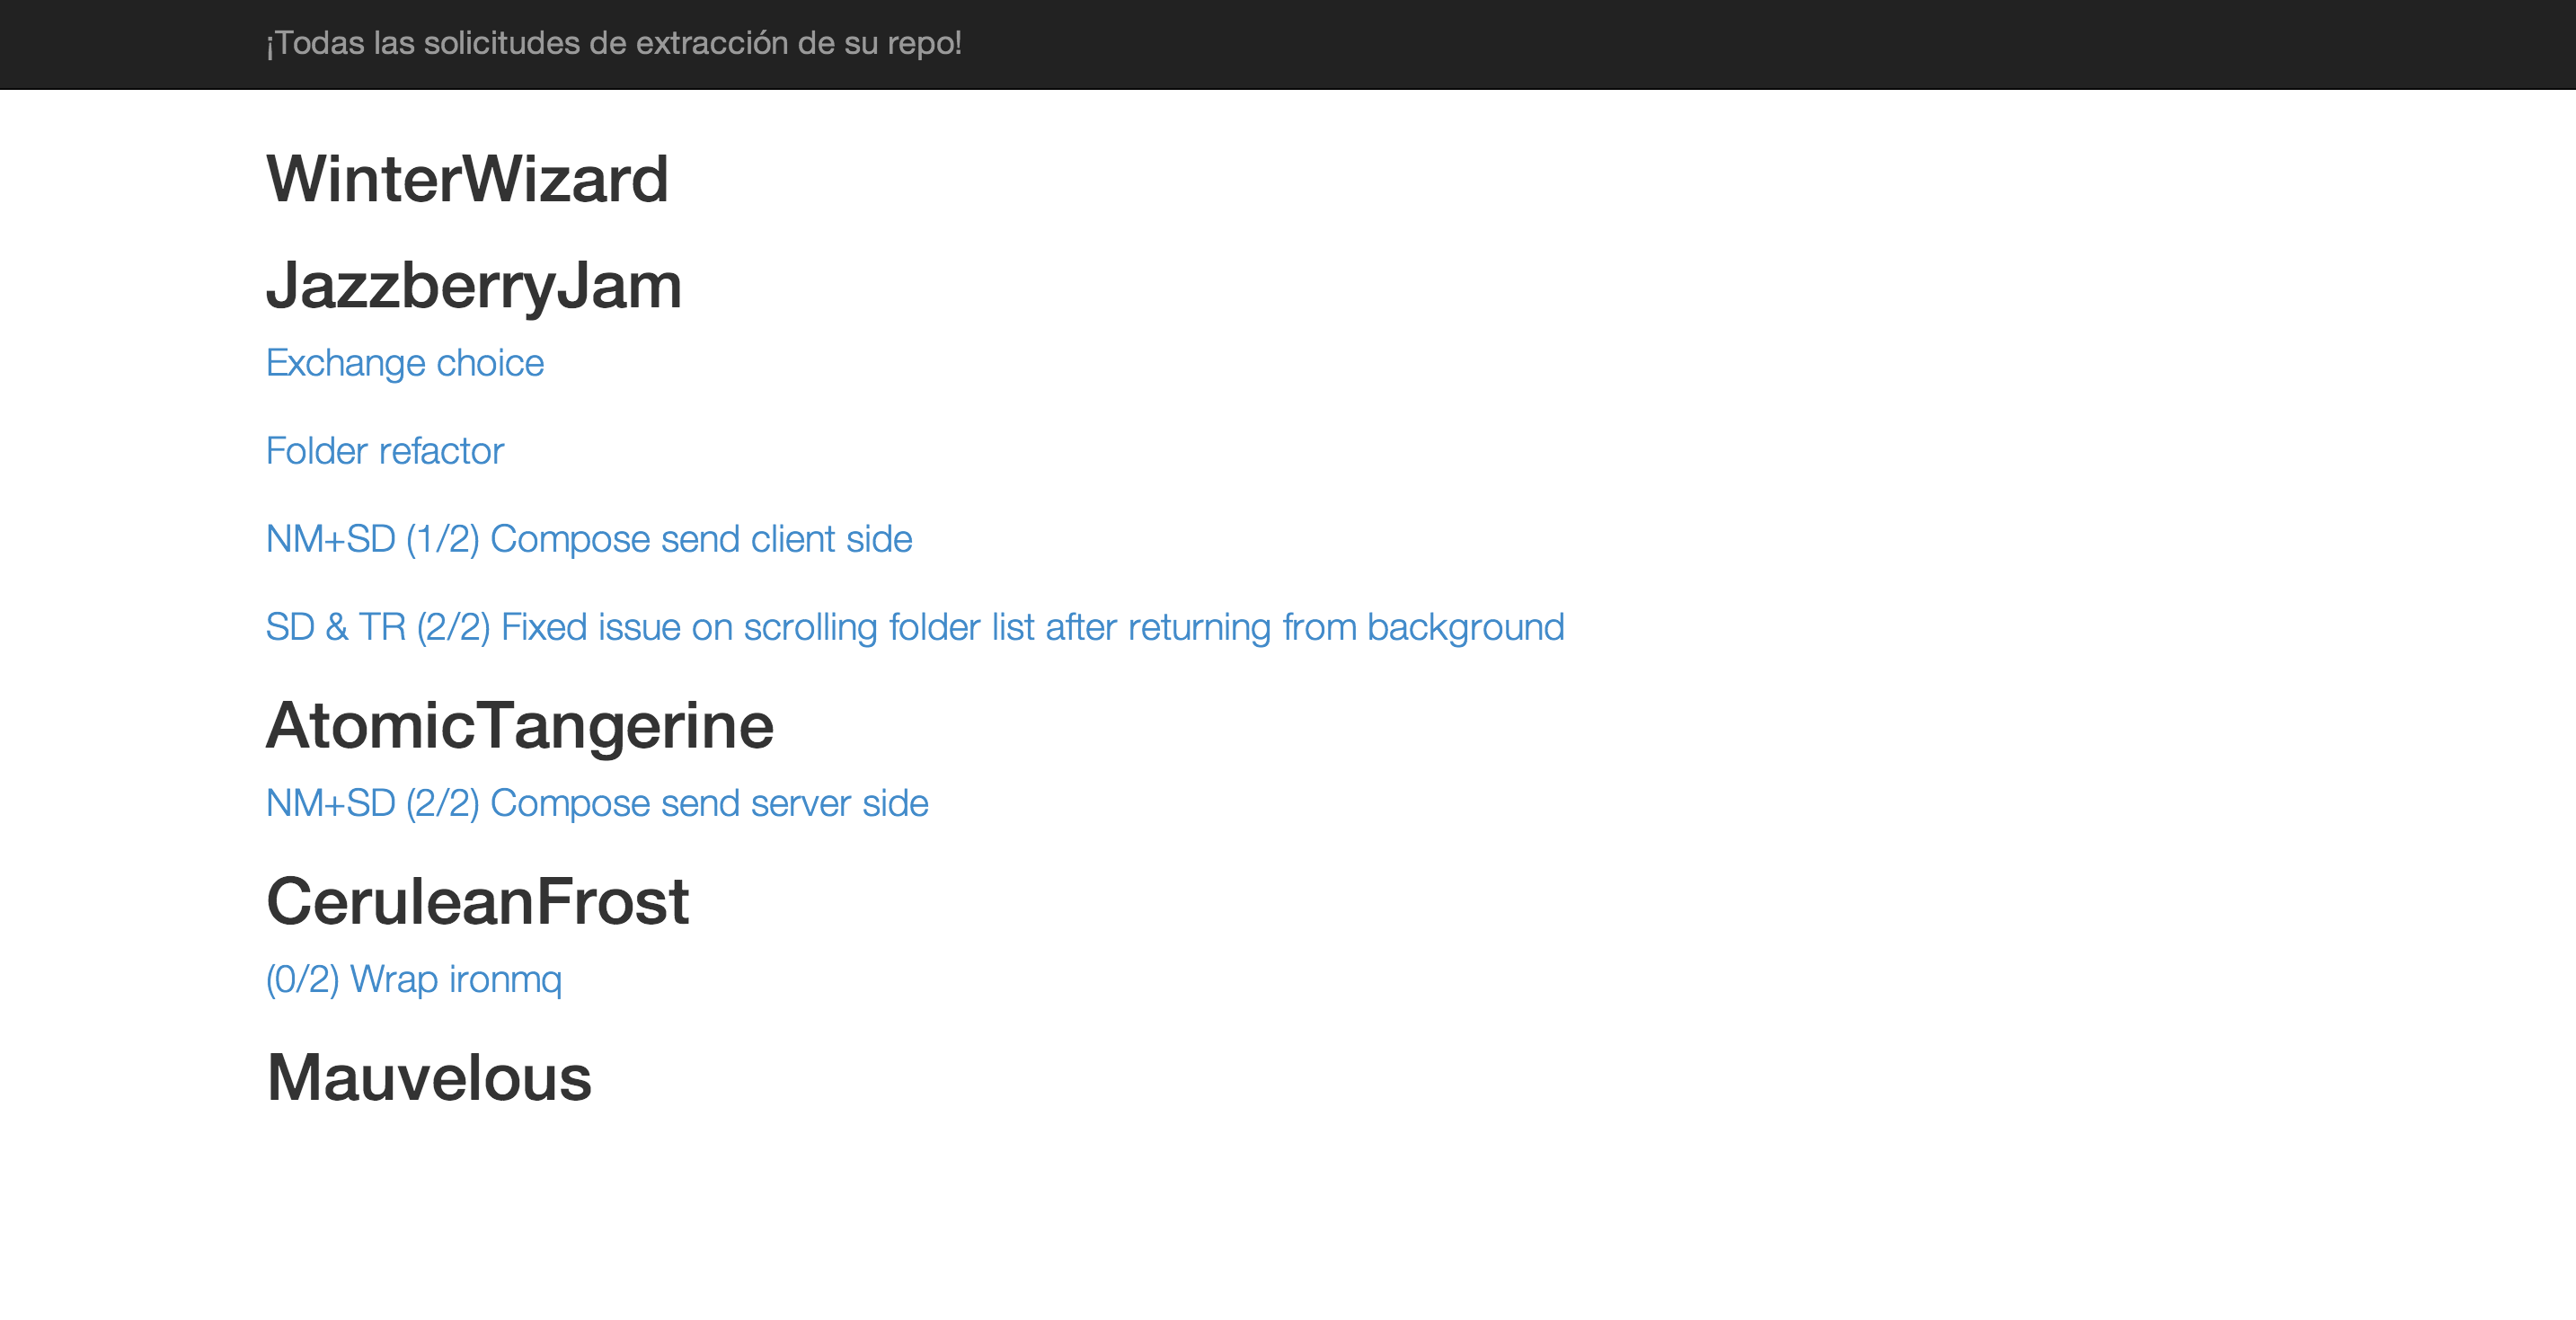 ¡Todas las solicitudes de extracción de su repo!
WinterWizard
JazzberryJam
Exchange choice
Folder refactor
NM+SD (1/2) Compose send client side
SD & TR (2/2) Fixed issue on scrolling folder list after returning from background
AtomicTangerine
NM+SD (2/2) Compose send server side
CeruleanFrost
(0/2) Wrap ironmq
Mauvelous